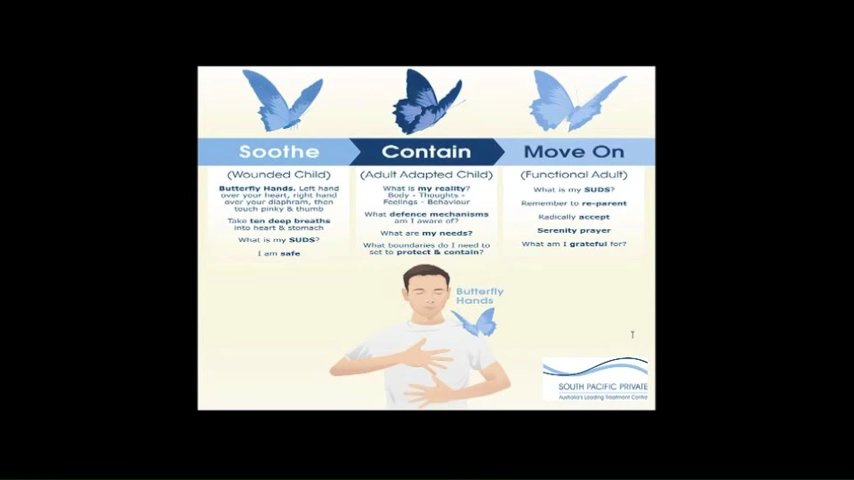 Soothe
(Wounded Child)
Butterfly Hands. Left hand
over your heart, right hand
over your diaphram, then
touch pinky & thumb
Take ten deep breaths
into heart & stomach
What is my SUDS?
I am safe
Contain
(Adult Adapted Child)
What is my reality?
Body - Thoughts -
Feelings - Behaviour
What defence mechanisms
am I aware of?
What are my needs?
What boundaries do I need to
set to protect & contain?
Move On
(Functional Adult)
What is my SUDS?
Remember to re-parent
Radically accept
Serenity prayer
What am I grateful for?
Butterfly
Hands
SOUTH PACIFIC PRIVATE
Australia's Leading Treatment Centre